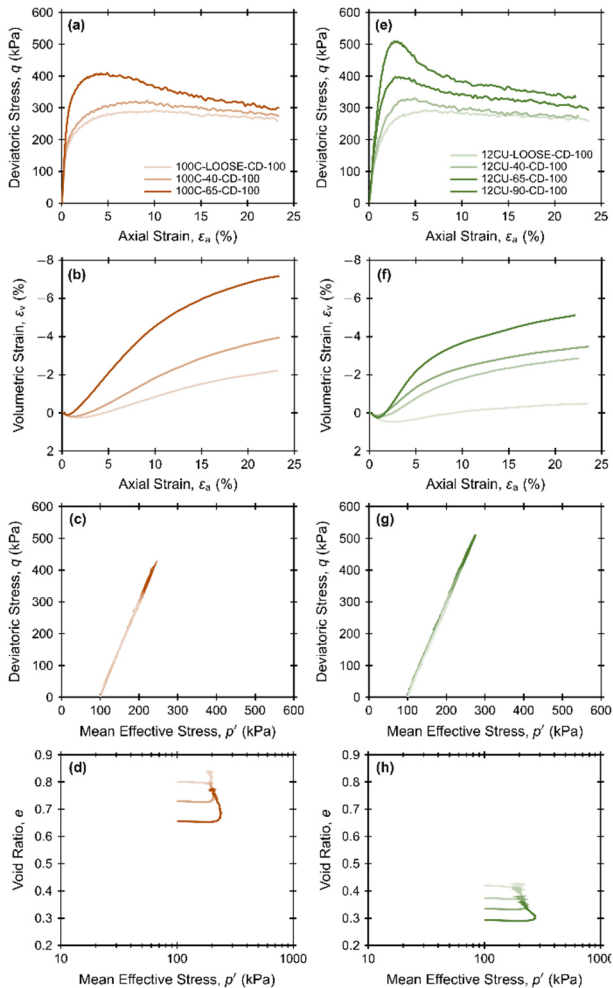 (a)
600
500
400
300
200
100
0
Deviatoric Stress, q (kPa)
100C-LOOSE-CD-100
100C-40-CD-100
100C-65-CD-100
0 5 10 15 20 25
Axial Strain, εa (%)
(e)
600
500
400
300
200
100
0
Deviatoric Stress, q (kPa)
12CU-LOOSE-CD-100
12CU-40-CD-100
12CU-65-CD-100
12CU-90-CD-100
0 5 10 15 20 25
Axial Strain, εa (%)
(b)
−8
−6
−4
−2
0
2
Volumetric Strain, εv (%)
0 5 10 15 20 25
Axial Strain, εa (%)
(f)
−8
−6
−4
−2
0
2
Volumetric Strain, εv (%)
0 5 10 15 20 25
Axial Strain, εa (%)
(c)
600
500
400
300
200
100
0
Deviatoric Stress, q (kPa)
0 100 200 300 400 500 600
Mean Effective Stress, p′ (kPa)
(g)
600
500
400
300
200
100
0
Deviatoric Stress, q (kPa)
0 100 200 300 400 500 600
Mean Effective Stress, p′ (kPa)
(d)
0.9
0.8
0.7
0.6
0.5
0.4
0.3
0.2
Void Ratio, e
10 100 1000
Mean Effective Stress, p′ (kPa)
(h)
0.9
0.8
0.7
0.6
0.5
0.4
0.3
0.2
Void Ratio, e
10 100 1000
Mean Effective Stress, p′ (kPa)